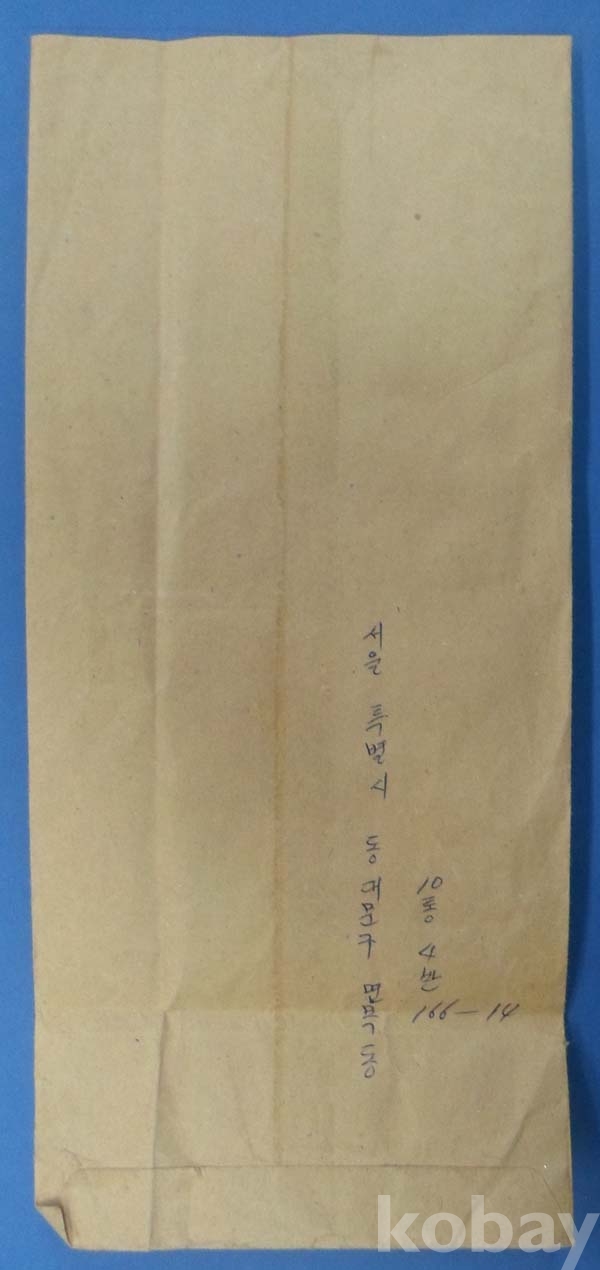 서울 특별시 동대문구 면목동
10통 4반
166-14
kobay